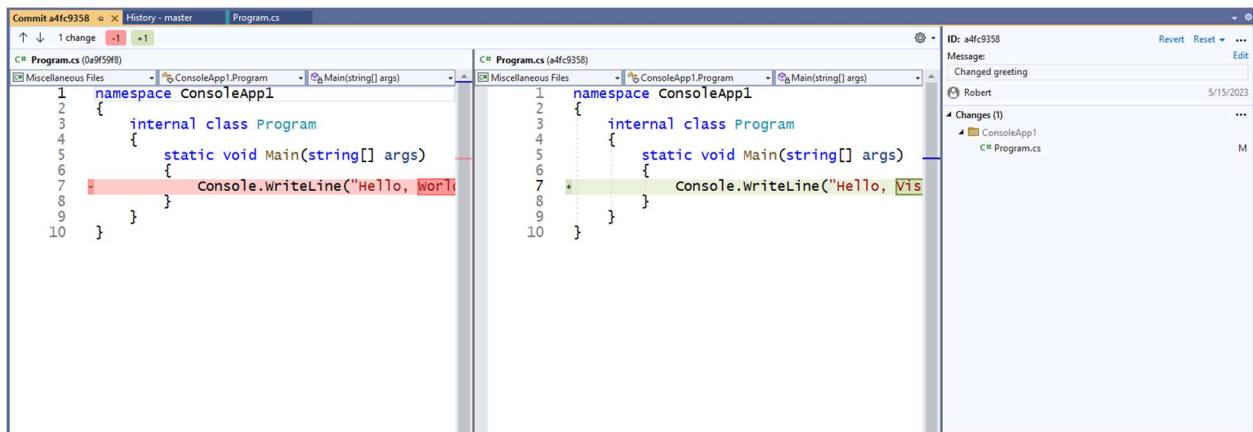 Commit a4fc9358 History - master Program.cs
1 change -1 +1
C# Program.cs (0a9f59f8)
Miscellaneous Files ConsoleApp1.Program Main(string[] args)
1 namespace ConsoleApp1
2 {
3 internal class Program
4 {
5 static void Main(string[] args)
6 {
7 - Console.WriteLine("Hello, Worl
8 }
9 }
10 }
C# Program.cs (a4fc9358)
Miscellaneous Files ConsoleApp1.Program Main(string[] args)
1 namespace ConsoleApp1
2 {
3 internal class Program
4 {
5 static void Main(string[] args)
6 {
7 + Console.WriteLine("Hello, Vis
8 }
9 }
10 }
ID: a4fc9358 Revert Reset ...
Message: Edit
Changed greeting
Robert 5/15/2023
Changes (1) ...
ConsoleApp1
C# Program.cs M